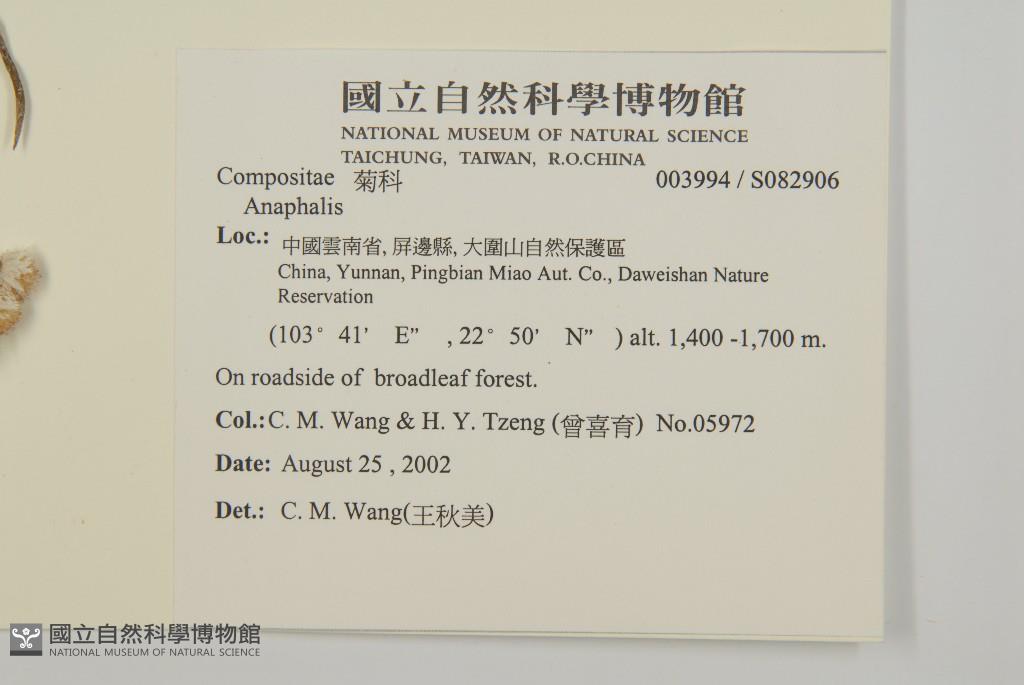 國立自然科學博物館
NATIONAL MUSEUM OF NATURAL SCIENCE
TAICHUNG, TAIWAN, R.O.CHINA
Compositae 菊科 003994 / S082906
Anaphalis
Loc.: 中國雲南省, 屏邊縣, 大圍山自然保護區
China, Yunnan, Pingbian Miao Aut. Co., Daweishan Nature
Reservation
(103° 41’ E” , 22° 50’ N” ) alt. 1,400 -1,700 m.
On roadside of broadleaf forest.
Col.: C. M. Wang & H. Y. Tzeng (曾喜育) No.05972
Date: August 25 , 2002
Det.: C. M. Wang(王秋美)
國立自然科學博物館
NATIONAL MUSEUM OF NATURAL SCIENCE